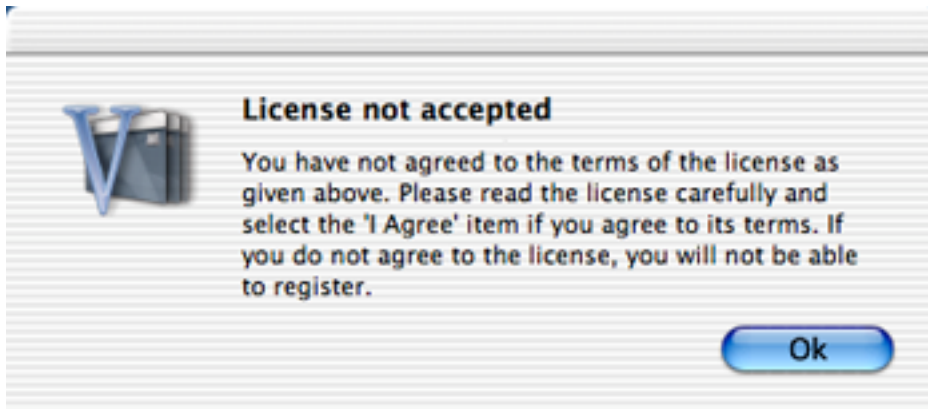 License not accepted
You have not agreed to the terms of the license as
given above. Please read the license carefully and
select the 'I Agree' item if you agree to its terms. If
you do not agree to the license, you will not be able
to register.
Ok